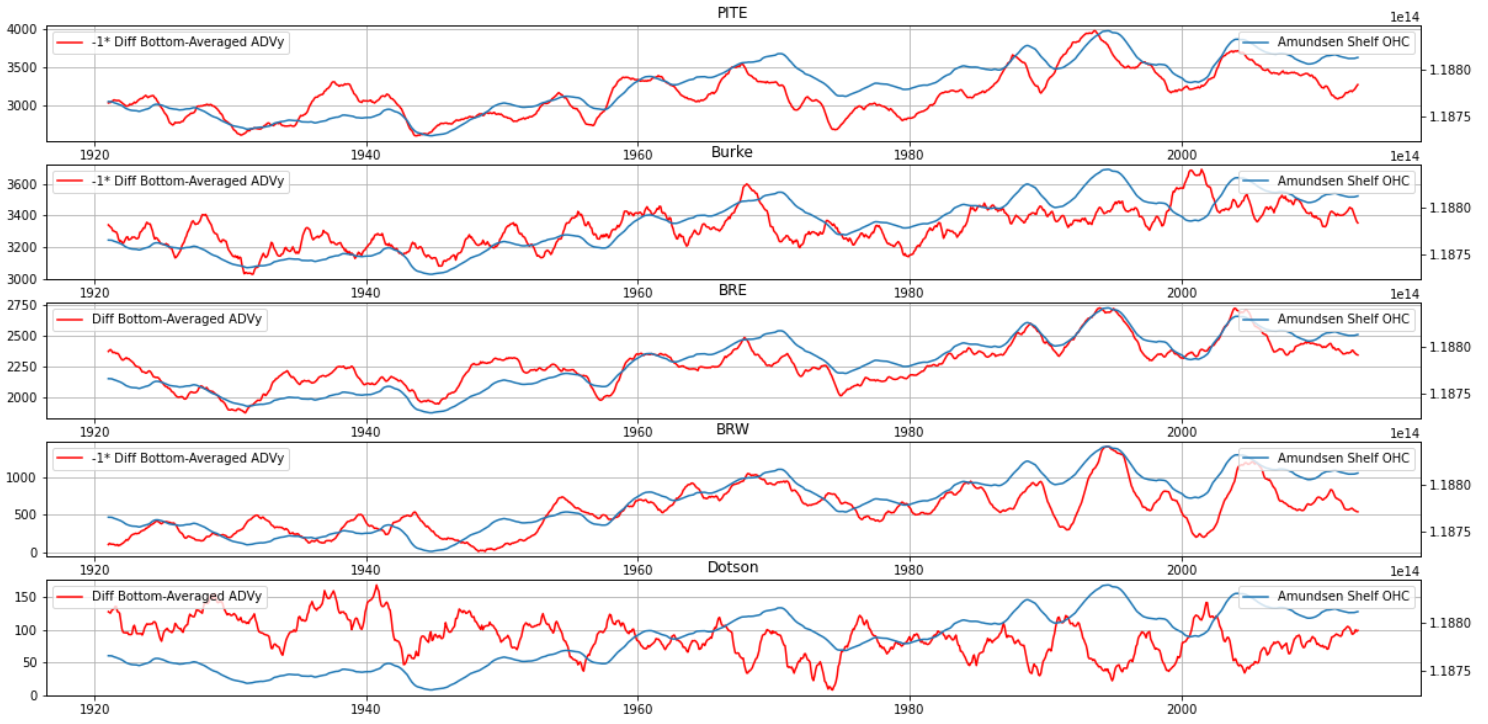 PITE
1e14
-1* Diff Bottom-Averaged ADVy
Amundsen Shelf OHC
4000
3500
3000
1.1880
1.1875
1920 1940 1960 1980 2000
Burke
1e14
-1* Diff Bottom-Averaged ADVy
Amundsen Shelf OHC
3600
3400
3200
3000
1.1880
1.1875
1920 1940 1960 1980 2000
BRE
1e14
Diff Bottom-Averaged ADVy
Amundsen Shelf OHC
2750
2500
2250
2000
1.1880
1.1875
1920 1940 1960 1980 2000
BRW
1e14
-1* Diff Bottom-Averaged ADVy
Amundsen Shelf OHC
1000
500
0
1.1880
1.1875
1920 1940 1960 1980 2000
Dotson
1e14
Diff Bottom-Averaged ADVy
Amundsen Shelf OHC
150
100
50
0
1.1880
1.1875
1920 1940 1960 1980 2000